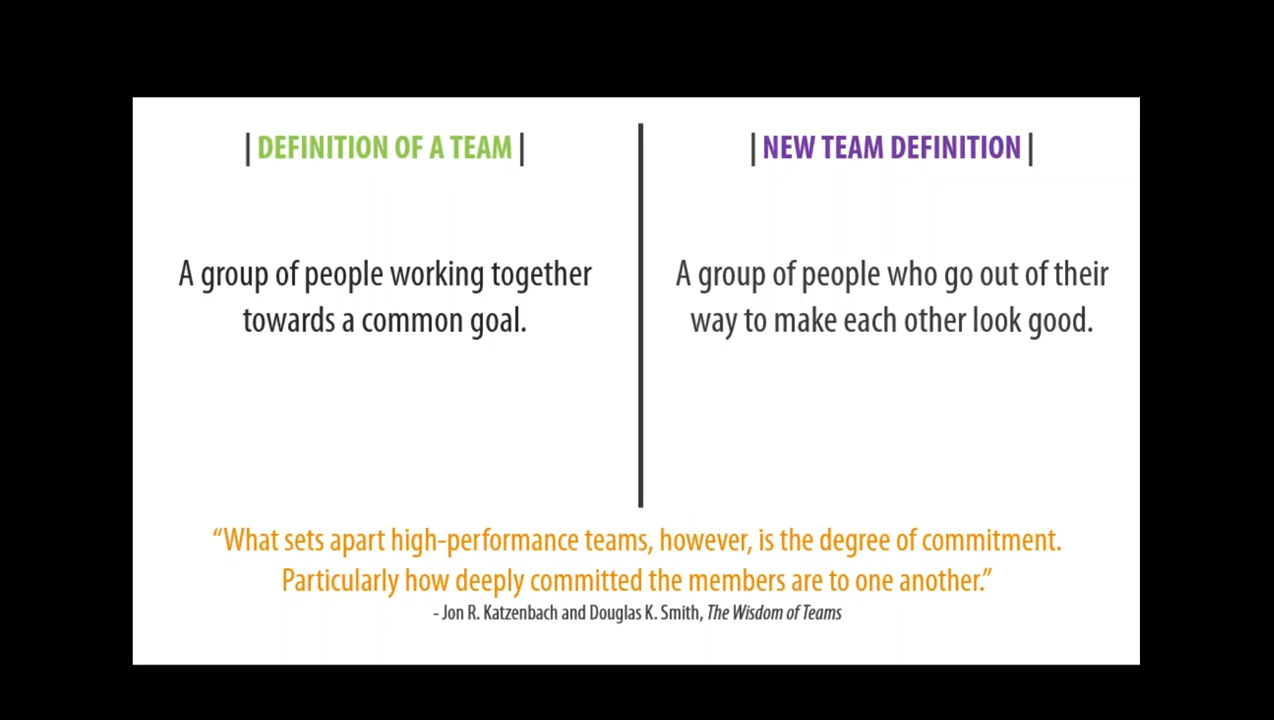 | DEFINITION OF A TEAM |
A group of people working together
towards a common goal.
| NEW TEAM DEFINITION |
A group of people who go out of their
way to make each other look good.
“What sets apart high-performance teams, however, is the degree of commitment.
Particularly how deeply committed the members are to one another.”
- Jon R. Katzenbach and Douglas K. Smith, The Wisdom of Teams